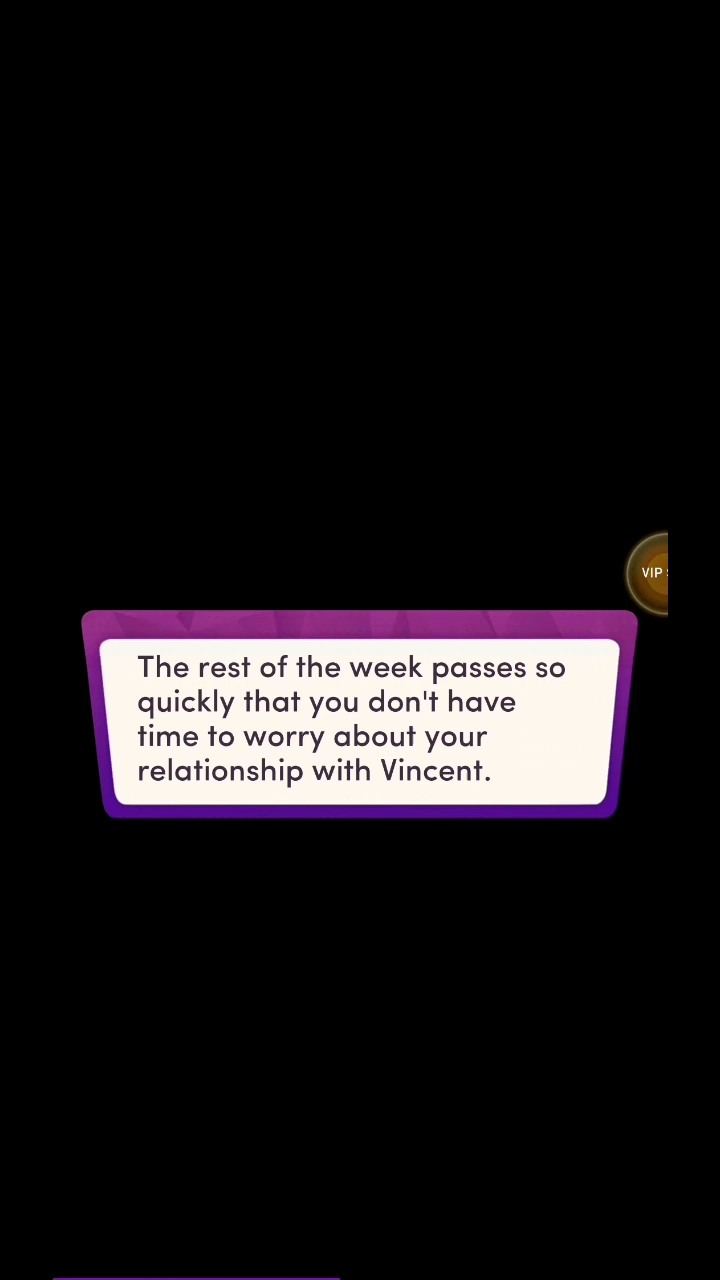 VIP
The rest of the week passes so
quickly that you don't have
time to worry about your
relationship with Vincent.